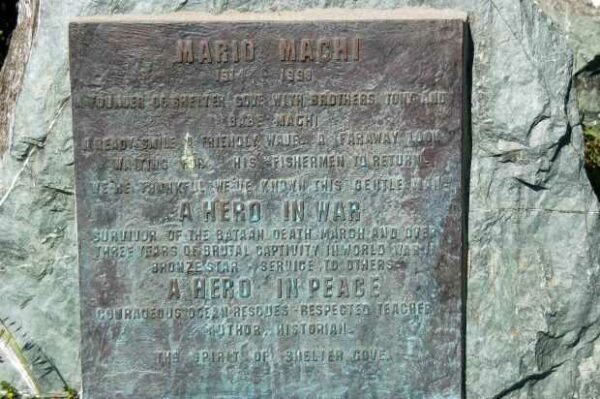 MARIO MACHI
1914 - 1998
FOUNDER OF SHELTER COVE WITH BROTHERS, TONY AND
BABE MACHI
A READY SMILE A FRIENDLY WAVE, A FARAWAY LOOK
WAITING FOR HIS FISHERMEN TO RETURN.
WE'RE THANKFUL WE'VE KNOWN THIS GENTLE MAN.
A HERO IN WAR
SURVIVOR OF THE BATAAN DEATH MARCH AND OVER
THREE YEARS OF BRUTAL CAPTIVITY IN WORLD WAR
BRONZE STAR - SERVICE TO OTHERS
A HERO IN PEACE
COURAGEOUS OCEAN RESCUES - RESPECTED TEACHER
AUTHOR, HISTORIAN.
THE SPIRIT OF SHELTER COVE.